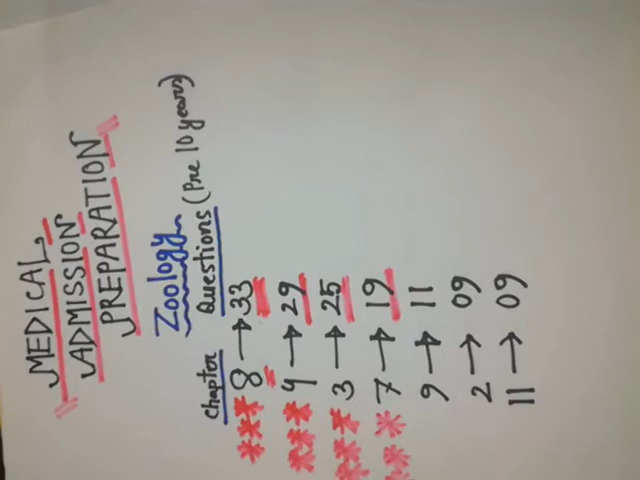 MEDICAL
ADMISSION
PREPARATION
Zoology
Chapter Questions (Pre 10 years)
*** 8 → 33
*** 4 → 29
*** 3 → 25
*** 7 → 19
9 → 11
2 → 09
11 → 09